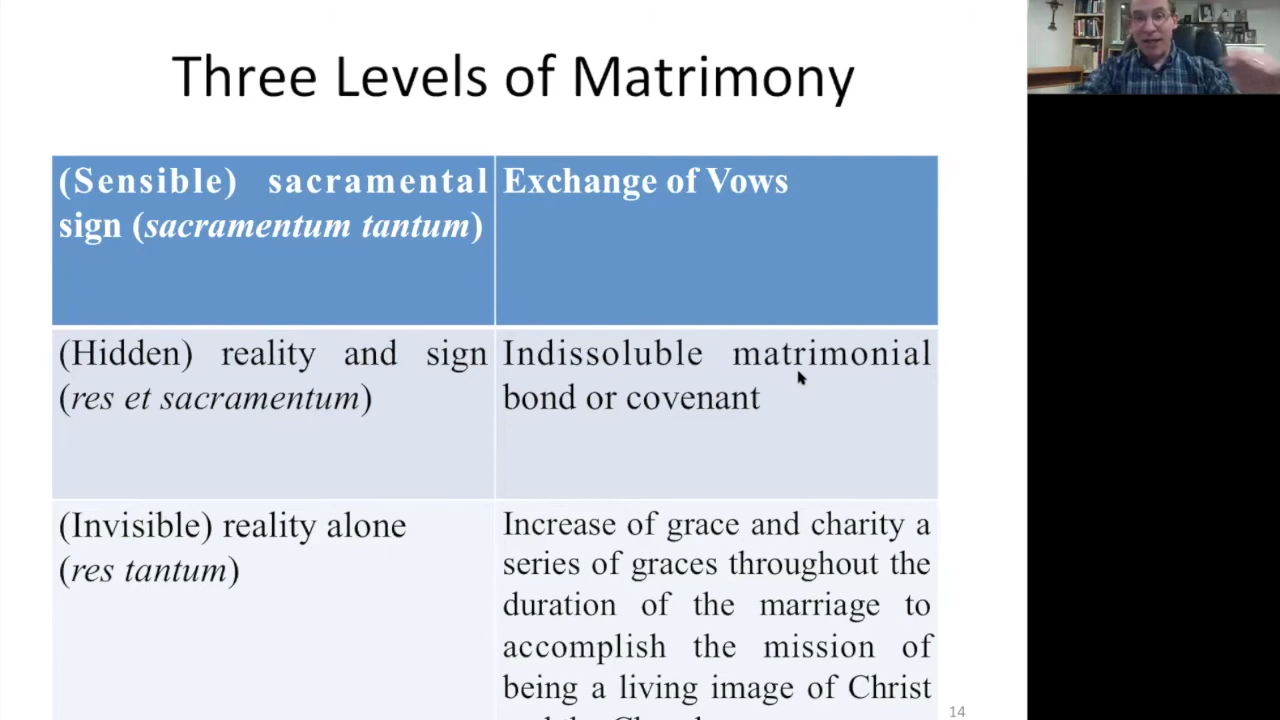 Three Levels of Matrimony
(Sensible) sacramental
sign (sacramentum tantum)
Exchange of Vows
(Hidden) reality and sign
(res et sacramentum)
Indissoluble matrimonial
bond or covenant
(Invisible) reality alone
(res tantum)
Increase of grace and charity a
series of graces throughout the
duration of the marriage to
accomplish the mission of
being a living image of Christ
14